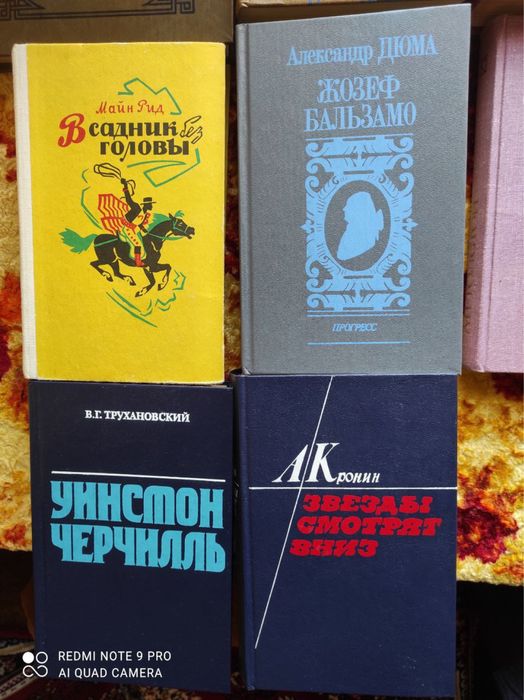 Майн Рид
Всадник без
головы
Александр ДЮМА
ЖОЗЕФ
БАЛЬЗАМО
ПРОГРЕСС
В.Г. ТРУХАНОВСКИЙ
УИНСТОН
ЧЕРЧИЛЛЬ
А Кронин
ЗВЕЗДЫ
СМОТРЯТ
ВНИЗ
REDMI NOTE 9 PRO
AI QUAD CAMERA